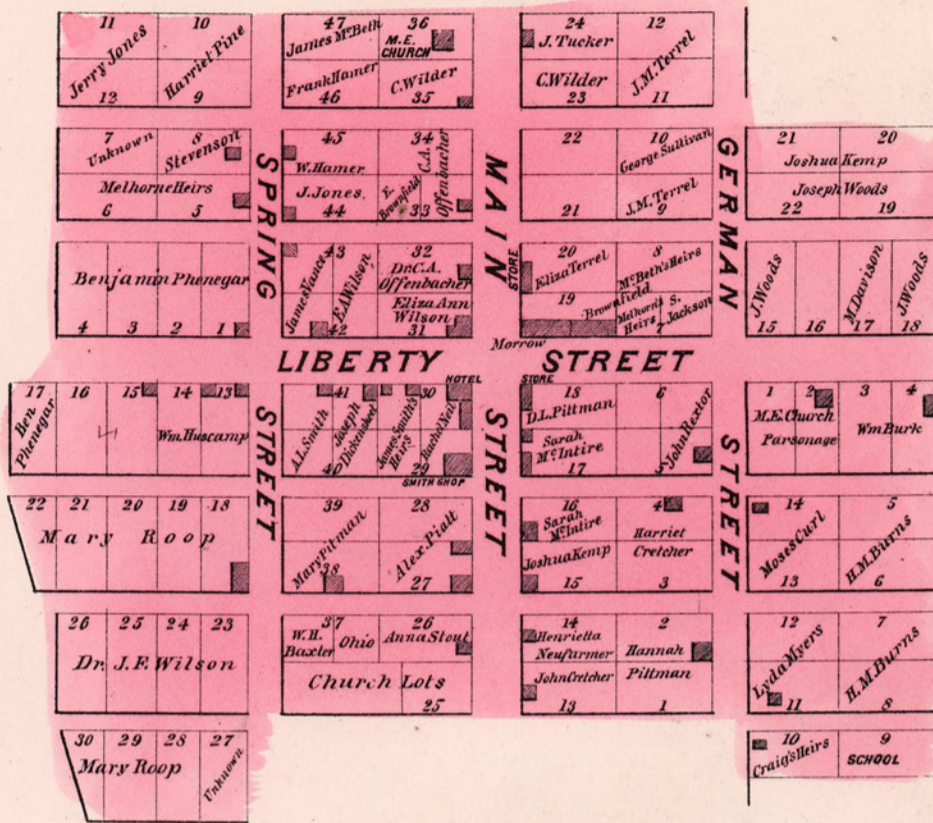 11 10
Jerry Jones
Harriet Pine
12 9
47 36
James McBeth
M.E. CHURCH
Frank Hamer
C. Wilder
46 35
24 12
J. Tucker
J.M. Terrel
C. Wilder
23 11
7 8
Unknown
Stevenson
Melhorne Heirs
6 5
SPRING
45 34
W. Hamer
C.A. Offenbacher
J. Jones
E. Brownfield
44 33
MAIN
22 10
George Sullivan
J.M. Terrel
21 9
GERMAN
21 20
Joshua Kemp
Joseph Woods
22 19
Benjamin Phenegar
4 3 2 1
43 32
James Vance
E.A. Wilson
Dr. C.A. Offenbacher
Eliza Ann Wilson
42 31
STORE
20 8
Eliza Terrel
McBeth's Heirs
19
Brownfield
Melhorn's Heirs
S. Jackson
7
Morrow
J. Woods
M. Davison
J. Woods
15 16 17 18
LIBERTY STREET
17 16 15 14 13
Ben Phenegar
Wm. Huscamp
STREET
41 30
HOTEL
A.L. Smith
Joseph Dickensheet
James Smith's Heirs
Rachel Neil
40 29
SMITH SHOP
STREET
STORE
18 6
D.L. Pittman
John Rextor
Sarah McIntire
17 5
STREET
1 2 3 4
M.E. Church Parsonage
Wm Burk
22 21 20 19 18
Mary Roop
39 28
Mary Pitman
Alex. Piatt
38 27
16 4
Sarah McIntire
Harriet Cretcher
Joshua Kemp
15 3
14 5
Moses Curl
H.M. Burns
13 6
26 25 24 23
Dr. J.F. Wilson
37 26
W.H. Baxter
Ohio
Anna Stout
Church Lots
25
14 2
Henrietta Neufarmer
Hannah Pittman
John Cretcher
13 1
12 7
Lyda Myers
H.M. Burns
11 8
30 29 28 27
Mary Roop
Unknown
10 9
Craig's Heirs
SCHOOL